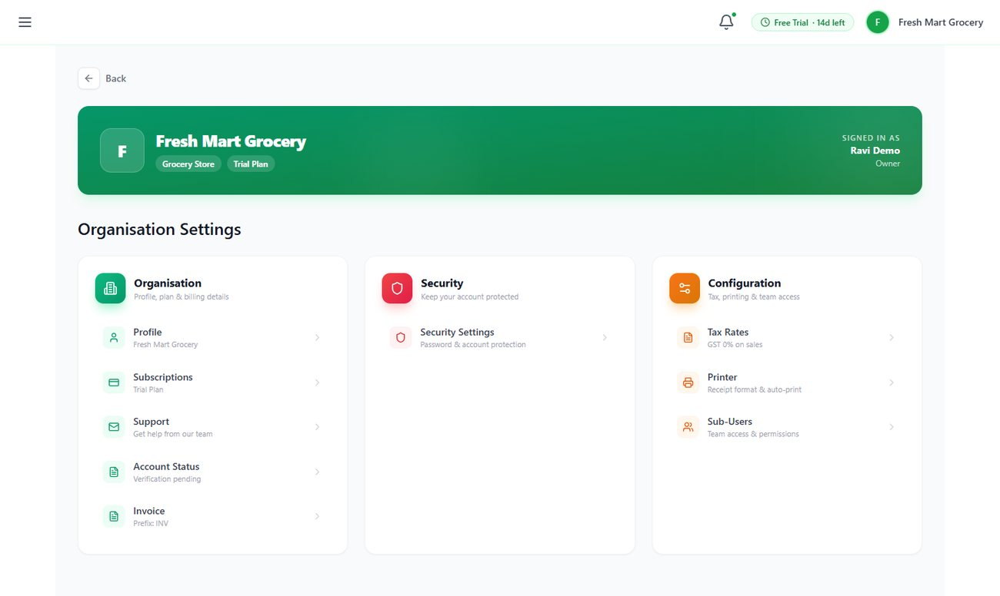 Free Trial · 14d left
F
Fresh Mart Grocery
Back
F
Fresh Mart Grocery
Grocery Store
Trial Plan
SIGNED IN AS
Ravi Demo
Owner
Organisation Settings
Organisation
Profile, plan & billing details
Profile
Fresh Mart Grocery
Subscriptions
Trial Plan
Support
Get help from our team
Account Status
Verification pending
Invoice
Prefix: INV
Security
Keep your account protected
Security Settings
Password & account protection
Configuration
Tax, printing & team access
Tax Rates
GST 0% on sales
Printer
Receipt format & auto-print
Sub-Users
Team access & permissions